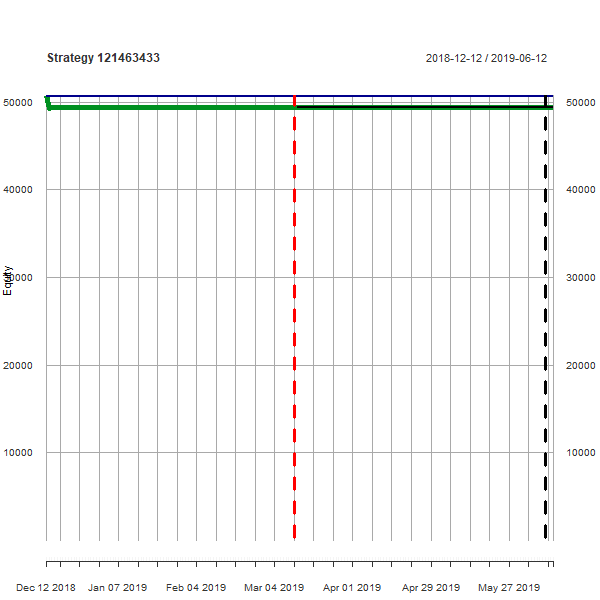 Strategy 121463433 2018-12-12 / 2019-06-12
50000 50000
40000 40000
Equity
30000 30000
20000 20000
10000 10000
Dec 12 2018 Jan 07 2019 Feb 04 2019 Mar 04 2019 Apr 01 2019 Apr 29 2019 May 27 2019